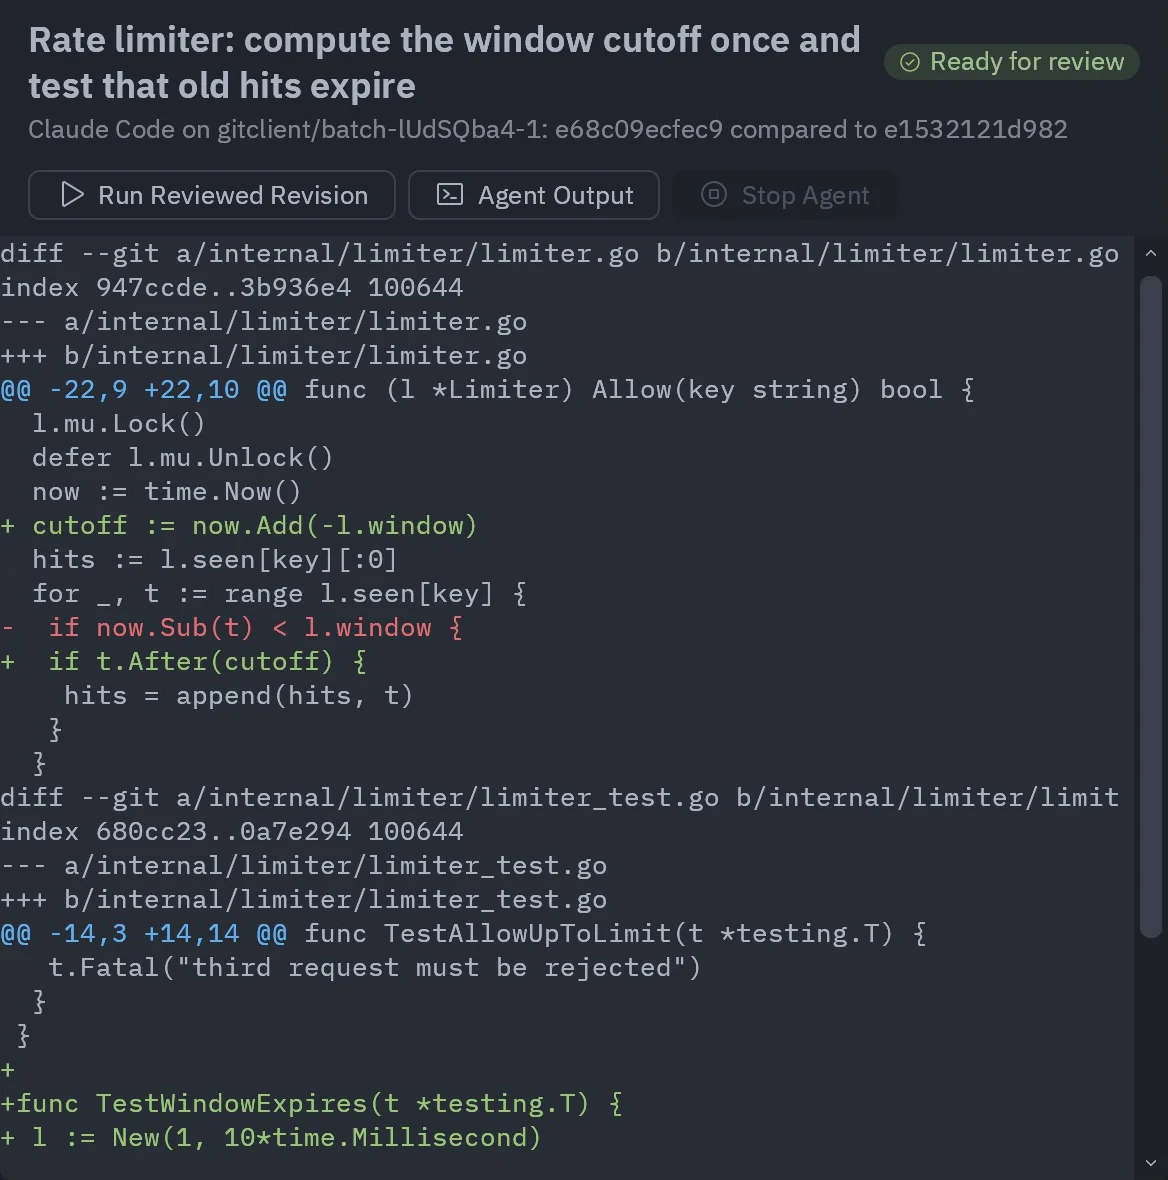 Rate limiter: compute the window cutoff once and
test that old hits expire
Ready for review
Claude Code on gitclient/batch-lUdSQba4-1: e68c09ecfec9 compared to e1532121d982
Run Reviewed Revision
Agent Output
Stop Agent
diff --git a/internal/limiter/limiter.go b/internal/limiter/limiter.go
index 947ccde..3b936e4 100644
--- a/internal/limiter/limiter.go
+++ b/internal/limiter/limiter.go
@@ -22,9 +22,10 @@ func (l *Limiter) Allow(key string) bool {
  l.mu.Lock()
  defer l.mu.Unlock()
  now := time.Now()
+ cutoff := now.Add(-l.window)
  hits := l.seen[key][:0]
  for _, t := range l.seen[key] {
-  if now.Sub(t) < l.window {
+  if t.After(cutoff) {
    hits = append(hits, t)
   }
  }
diff --git a/internal/limiter/limiter_test.go b/internal/limiter/limit
index 680cc23..0a7e294 100644
--- a/internal/limiter/limiter_test.go
+++ b/internal/limiter/limiter_test.go
@@ -14,3 +14,14 @@ func TestAllowUpToLimit(t *testing.T) {
   t.Fatal("third request must be rejected")
  }
 }
+
+func TestWindowExpires(t *testing.T) {
+ l := New(1, 10*time.Millisecond)